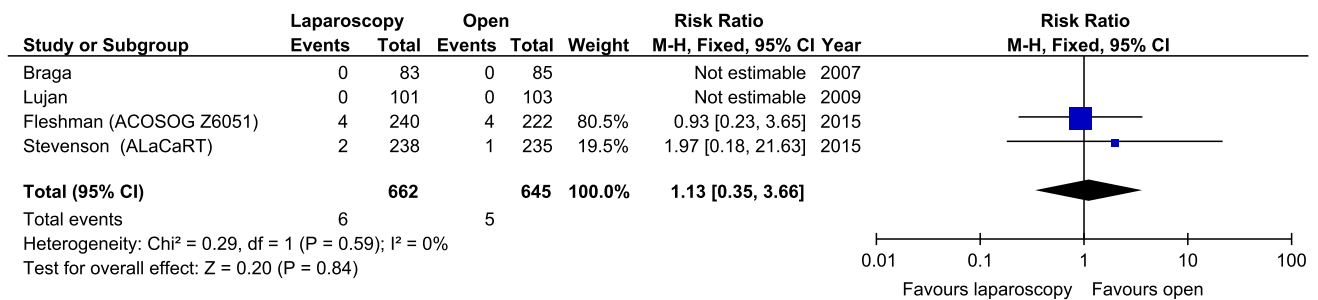 Laparoscopy Open Risk Ratio Risk Ratio
Study or Subgroup Events Total Events Total Weight M-H, Fixed, 95% CI Year M-H, Fixed, 95% CI
Braga 0 83 0 85 Not estimable 2007
Lujan 0 101 0 103 Not estimable 2009
Fleshman (ACOSOG Z6051) 4 240 4 222 80.5% 0.93 [0.23, 3.65] 2015
Stevenson (ALaCaRT) 2 238 1 235 19.5% 1.97 [0.18, 21.63] 2015
Total (95% CI) 662 645 100.0% 1.13 [0.35, 3.66]
Total events 6 5
Heterogeneity: Chi² = 0.29, df = 1 (P = 0.59); I² = 0%
Test for overall effect: Z = 0.20 (P = 0.84)
0.01 0.1 1 10 100
Favours laparoscopy Favours open